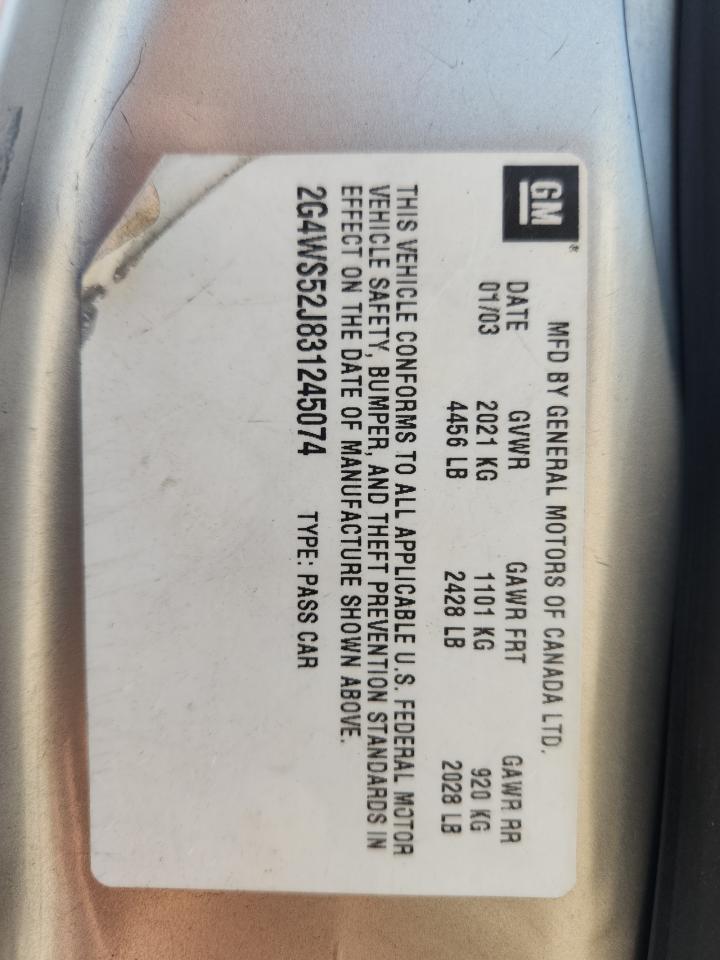 GM ®
MFD BY GENERAL MOTORS OF CANADA LTD.
DATE GVWR GAWR FRT GAWR RR
01/03 2021 KG 1101 KG 920 KG
4456 LB 2428 LB 2028 LB
THIS VEHICLE CONFORMS TO ALL APPLICABLE U.S. FEDERAL MOTOR
VEHICLE SAFETY, BUMPER, AND THEFT PREVENTION STANDARDS IN
EFFECT ON THE DATE OF MANUFACTURE SHOWN ABOVE.
2G4WS52J831245074 TYPE: PASS CAR